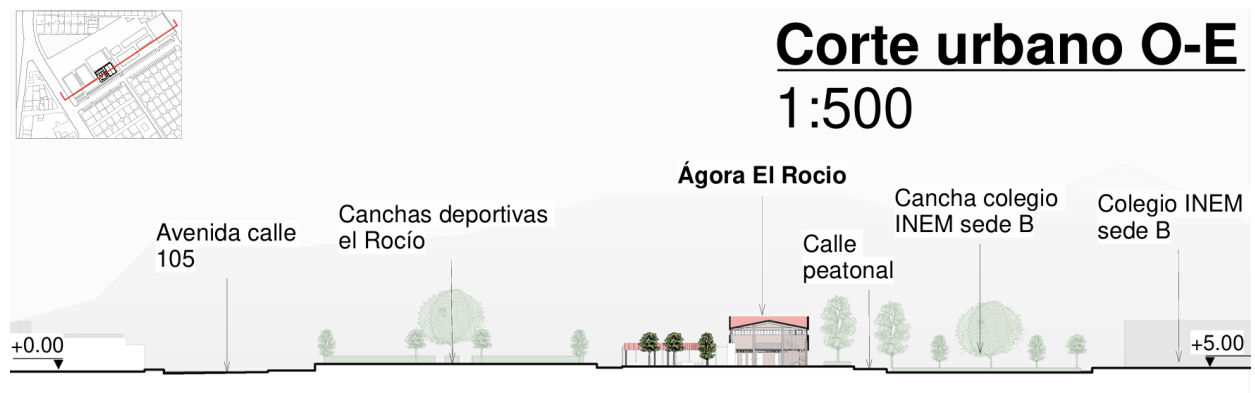 Corte urbano O-E
1:500
Ágora El Rocio
Canchas deportivas
el Rocío
Avenida calle
105
Calle
peatonal
Cancha colegio
INEM sede B
Colegio INEM
sede B
+0.00
+5.00